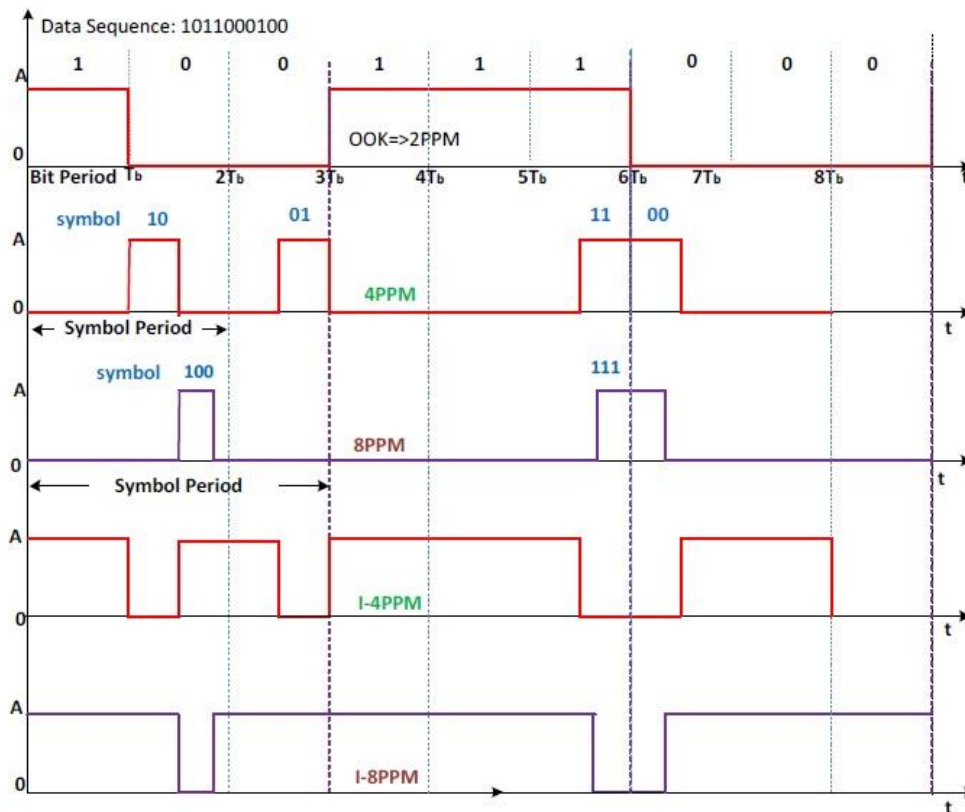 Data Sequence: 1011000100
1 0 0 1 1 1 0 0 0
A
OOK=>2PPM
0
Bit Period Tb 2Tb 3Tb 4Tb 5Tb 6Tb 7Tb 8Tb t
symbol 10 01 11 00
A
4PPM
0
Symbol Period t
symbol 100 111
A
8PPM
0
t
Symbol Period
A
I-4PPM
0
t
A
I-8PPM
0
t